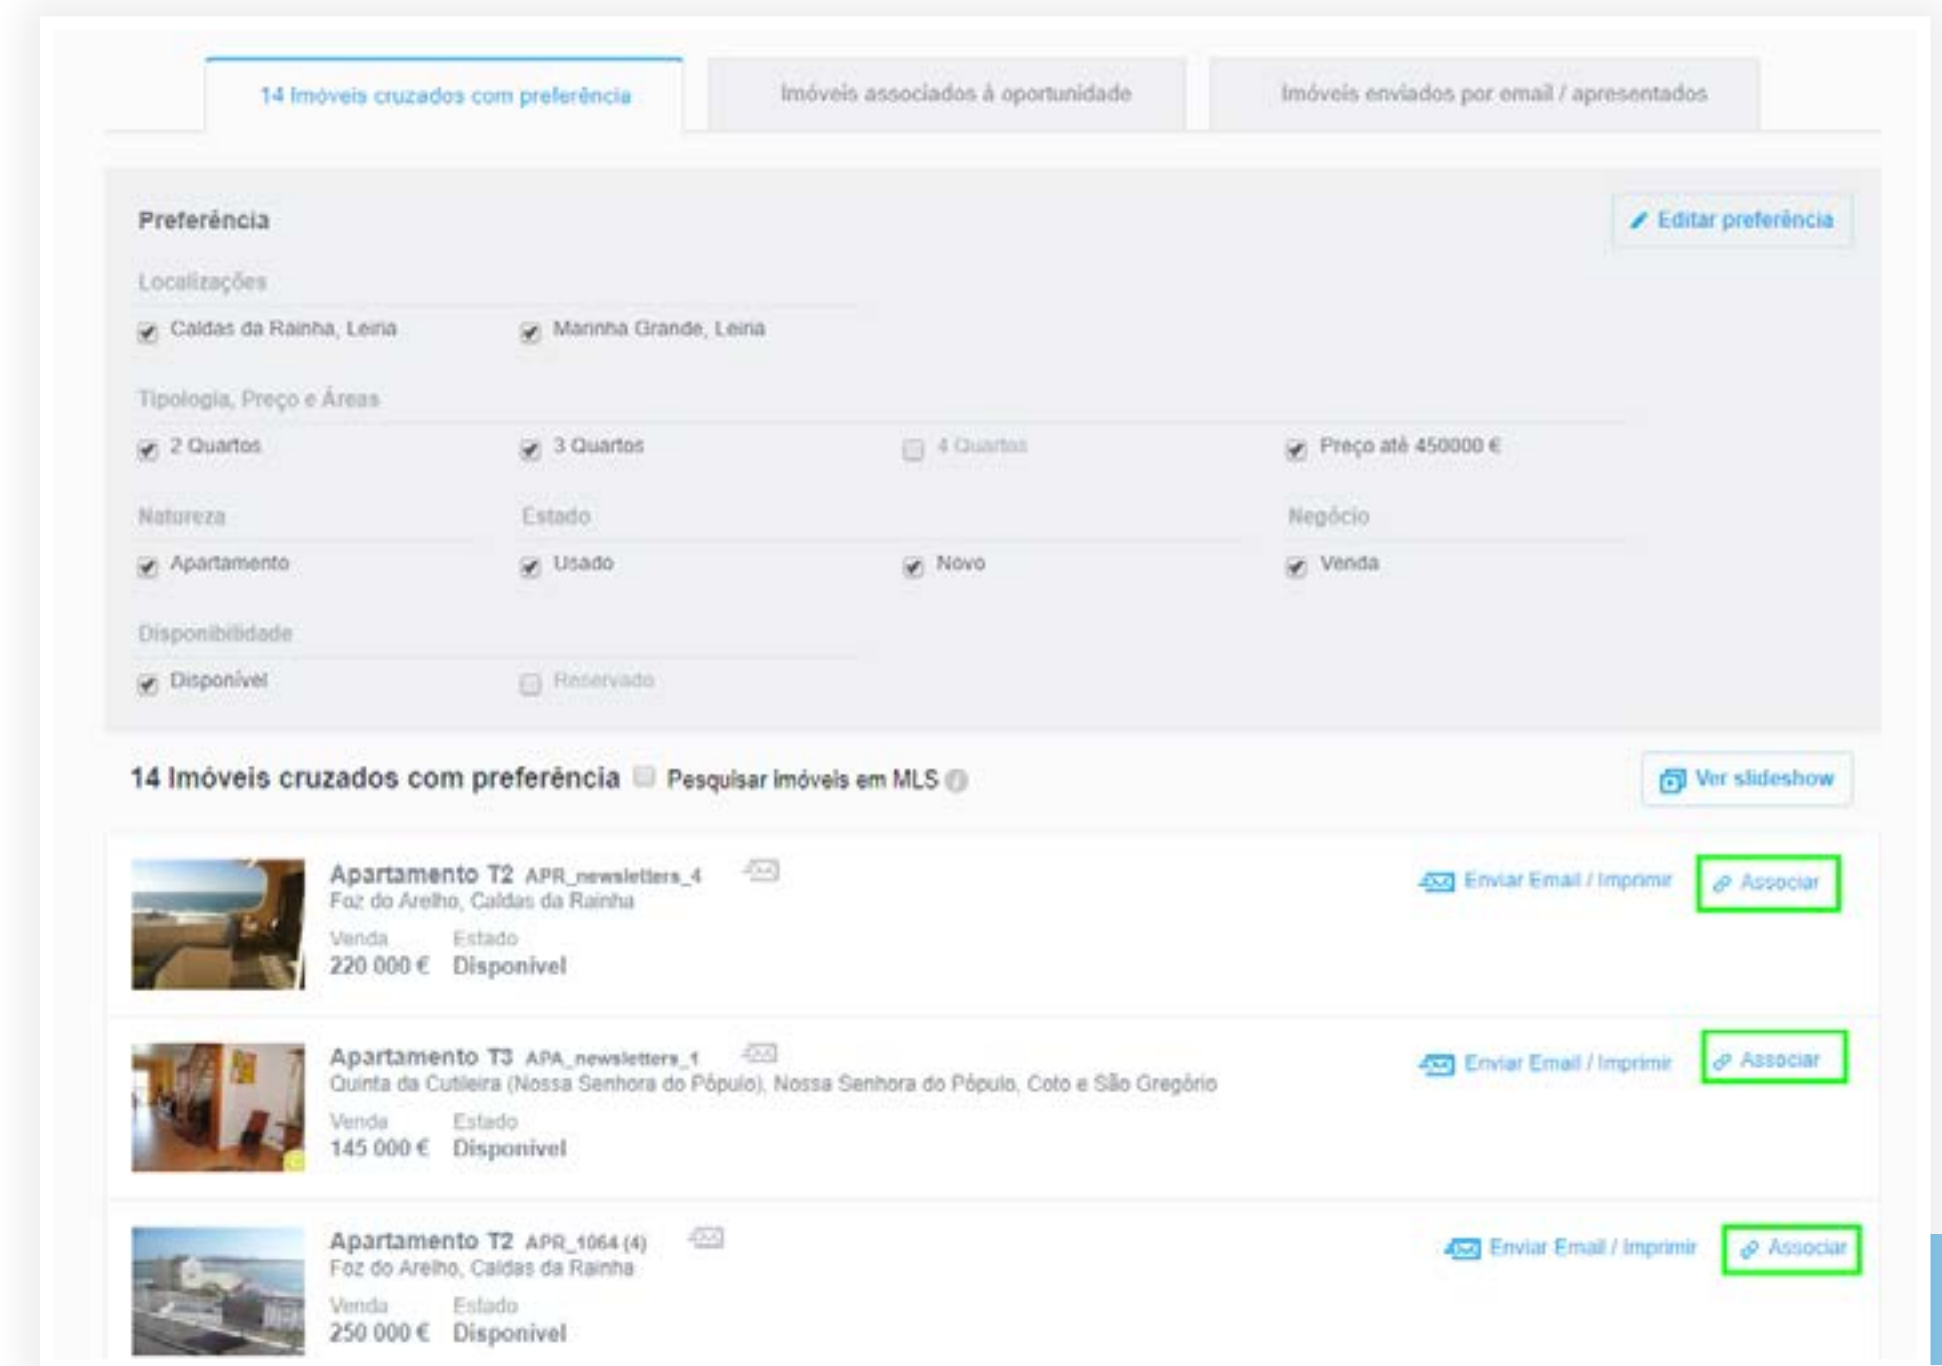 14 Imóveis cruzados com preferência
Imóveis associados à oportunidade
Imóveis enviados por email / apresentados
Preferência
Editar preferência
Localizações
Caldas da Rainha, Leiria
Marinha Grande, Leiria
Tipologia, Preço e Áreas
2 Quartos
3 Quartos
4 Quartos
Preço até 450000 €
Natureza
Estado
Negócio
Apartamento
Usado
Novo
Venda
Disponibilidade
Disponível
Reservado
14 Imóveis cruzados com preferência
Pesquisar imóveis em MLS
Ver slideshow
Apartamento T2 APR_newsletters_4
Enviar Email / Imprimir
Associar
Foz do Arelho, Caldas da Rainha
Venda Estado
220 000 € Disponível
Apartamento T3 APA_newsletters_1
Enviar Email / Imprimir
Associar
Quinta da Cutileira (Nossa Senhora do Pópulo), Nossa Senhora do Pópulo, Coto e São Gregório
Venda Estado
145 000 € Disponível
Apartamento T2 APR_1064 (4)
Enviar Email / Imprimir
Associar
Foz do Arelho, Caldas da Rainha
Venda Estado
250 000 € Disponível